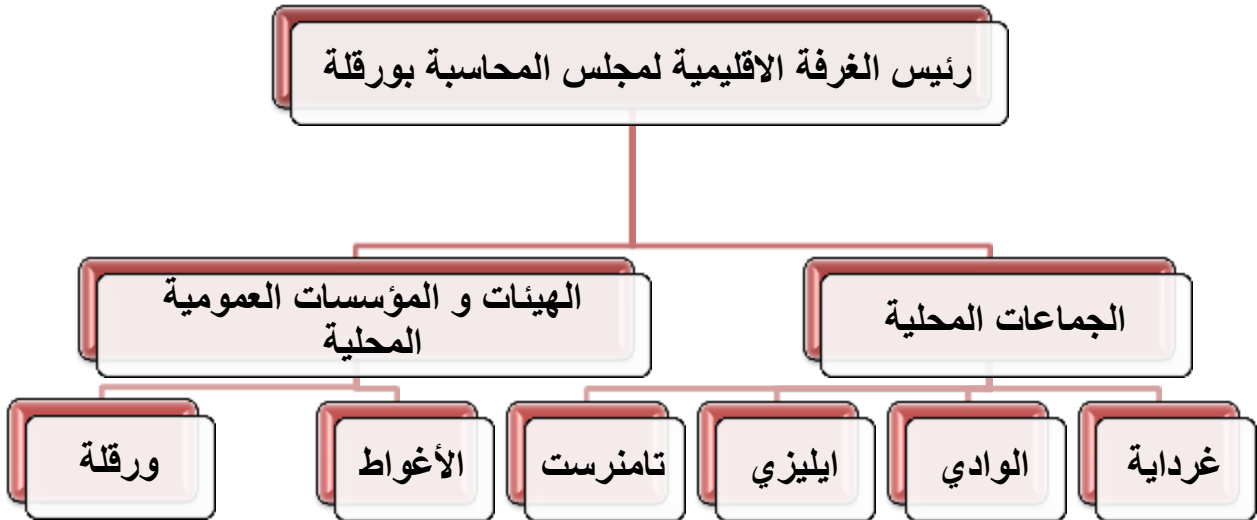 رئيس الغرفة الاقليمية لمجلس المحاسبة بورقلة
الجماعات المحلية
الهيئات و المؤسسات العمومية
المحلية
غرداية
الوادي
ايليزي
تامنرست
الأغواط
ورقلة